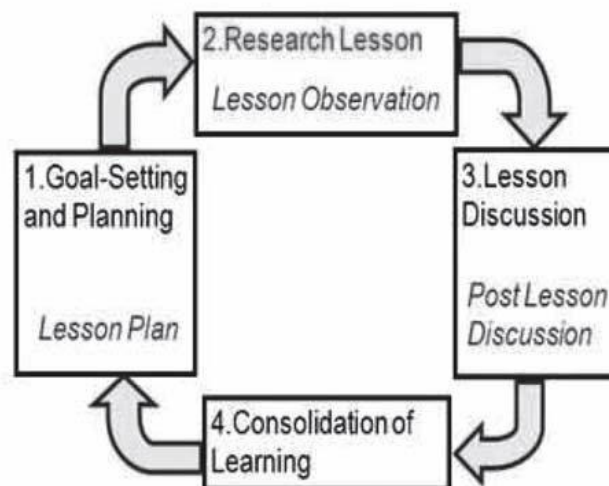 2.Research Lesson
Lesson Observation
1.Goal-Setting
and Planning
Lesson Plan
3.Lesson
Discussion
Post Lesson
Discussion
4.Consolidation of
Learning